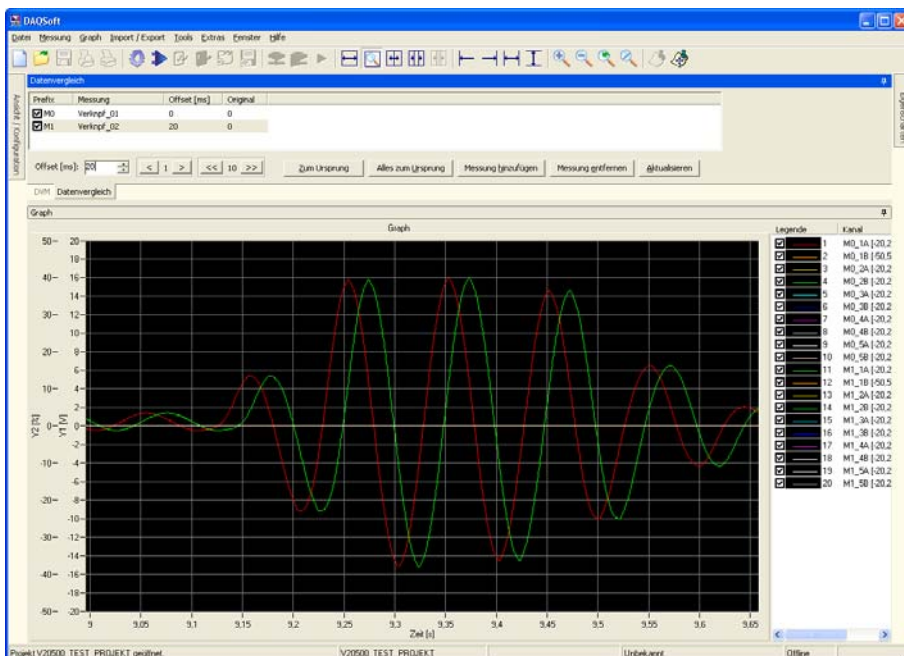 DAQSoft
Datei Messung Graph Import / Export Tools Extras Fenster Hilfe
Datenvergleich
Ansicht / Konfiguration
Prefix Messung Offset [ms] Original
M0 Verknpf_01 0 0
M1 Verknpf_02 20 0
Offset [ms]: 20 < 1 > << 10 >> Zum Ursprung Alles zum Ursprung Messung hinzufügen Messung entfernen Aktualisieren
DVM Datenvergleich
Graph
Graph
Legende Kanal
50 20
18
40 16
14
30 12
10
20 8
6
10 4
2
0 0
-2
-10 -4
-6
-20 -8
-10
-30 -12
-14
-40 -16
-18
-50 -20
Y2 [%]
Y1 [V]
9 9,05 9,1 9,15 9,2 9,25 9,3 9,35 9,4 9,45 9,5 9,55 9,6 9,65
Zeit [s]
1 M0_1A [-20,2
2 M0_1B [-50,5
3 M0_2A [-20,2
4 M0_2B [-20,2
5 M0_3A [-20,2
6 M0_3B [-20,2
7 M0_4A [-20,2
8 M0_4B [-20,2
9 M0_5A [-20,2
10 M0_5B [-20,2
11 M1_1A [-20,2
12 M1_1B [-50,5
13 M1_2A [-20,2
14 M1_2B [-20,2
15 M1_3A [-20,2
16 M1_3B [-20,2
17 M1_4A [-20,2
18 M1_4B [-20,2
19 M1_5A [-20,2
20 M1_5B [-20,2
Projekt V20500_TEST_PROJEKT geöffnet. V20500_TEST_PROJEKT Unbekannt Offline